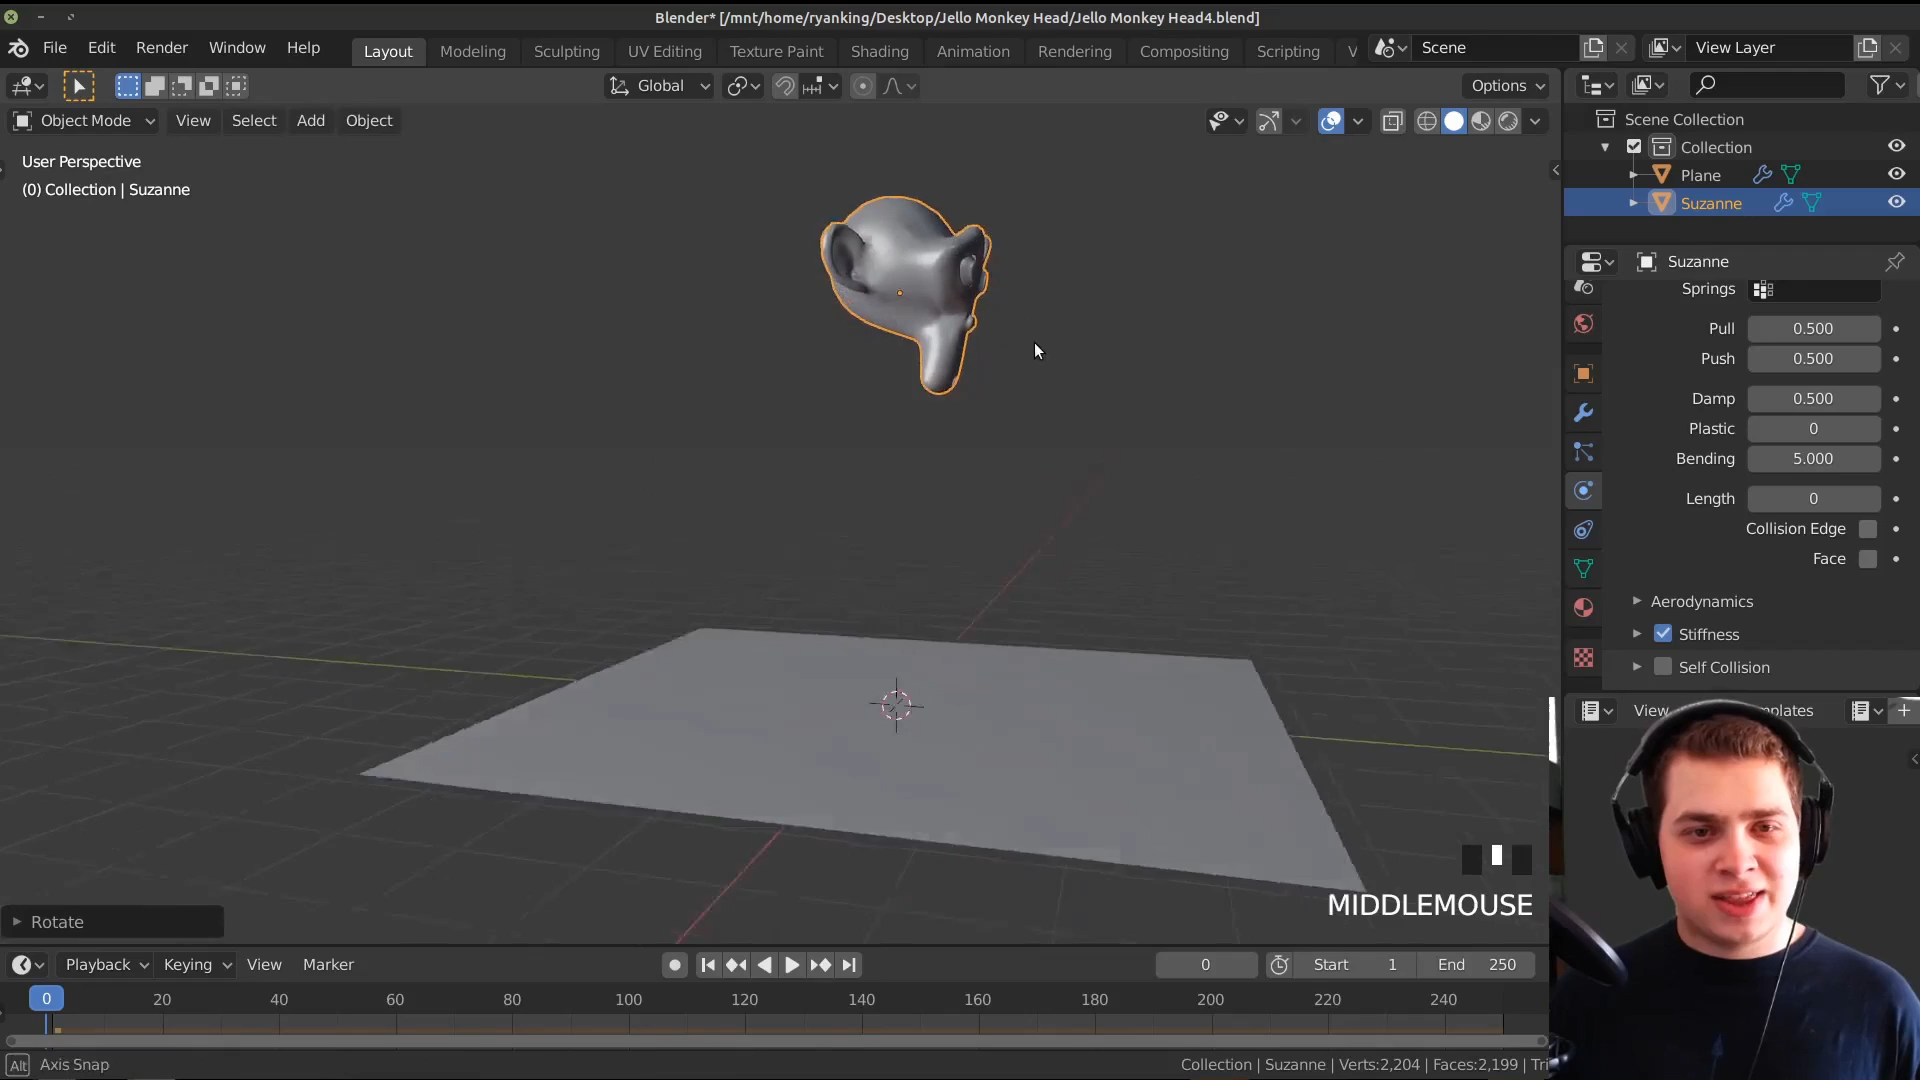 Blender* [/mnt/home/ryanking/Desktop/Jello Monkey Head/Jello Monkey Head4.blend]
File Edit Render Window Help Layout Modeling Sculpting UV Editing Texture Paint Shading Animation Rendering Compositing Scripting Scene View Layer
Global Options
Object Mode View Select Add Object
User Perspective
(0) Collection | Suzanne
Scene Collection
Collection
Plane
Suzanne
Suzanne
Springs
Pull 0.500
Push 0.500
Damp 0.500
Plastic 0
Bending 5.000
Length 0
Collision Edge
Face
Aerodynamics
Stiffness
Self Collision
MIDDLEMOUSE
Rotate
Playback Keying View Marker 0 Start 1 End 250
0 20 40 60 80 100 120 140 160 180 200 220 240
Alt Axis Snap Collection | Suzanne | Verts:2,204 | Faces:2,199 |